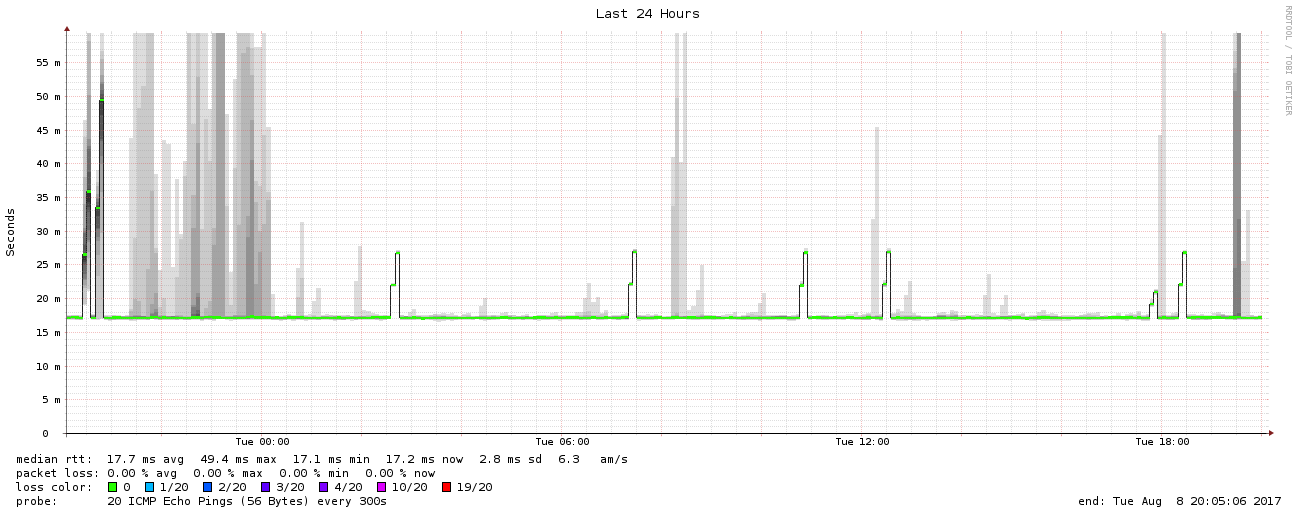 Last 24 Hours
RRDTOOL / TOBI OETIKER
Seconds
55 m
50 m
45 m
40 m
35 m
30 m
25 m
20 m
15 m
10 m
5 m
0
Tue 00:00 Tue 06:00 Tue 12:00 Tue 18:00
median rtt: 17.7 ms avg 49.4 ms max 17.1 ms min 17.2 ms now 2.8 ms sd 6.3 am/s
packet loss: 0.00 % avg 0.00 % max 0.00 % min 0.00 % now
loss color: 0 1/20 2/20 3/20 4/20 10/20 19/20
probe: 20 ICMP Echo Pings (56 Bytes) every 300s end: Tue Aug 8 20:05:06 2017